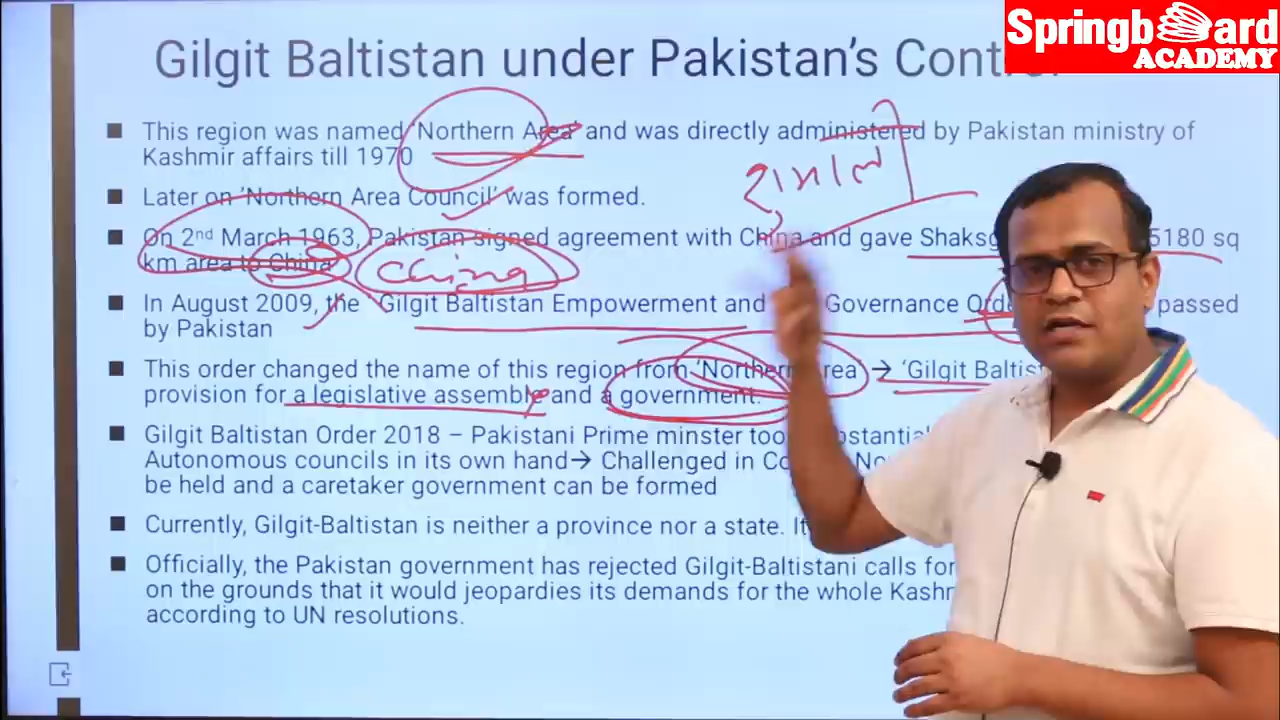 Springboard
ACADEMY
Gilgit Baltistan under Pakistan's Control
This region was named 'Northern Area' and was directly administered by Pakistan ministry of
Kashmir affairs till 1970
Later on 'Northern Area Council' was formed.
On 2nd March 1963, Pakistan signed agreement with China and gave 5180 sq
km area to China
China
In August 2009, the 'Gilgit Baltistan Empowerment and Governance Order passed
by Pakistan
This order changed the name of this region from 'Northern Area' → 'Gilgit Baltist
provision for a legislative assemble and a government.
Gilgit Baltistan Order 2018 – Pakistani Prime minster
Autonomous councils in its own hand→ Challenged in
be held and a caretaker government can be formed
Currently, Gilgit-Baltistan is neither a province nor a state. It
Officially, the Pakistan government has rejected Gilgit-Baltistani calls for
on the grounds that it would jeopardies its demands for the whole Kashm
according to UN resolutions.